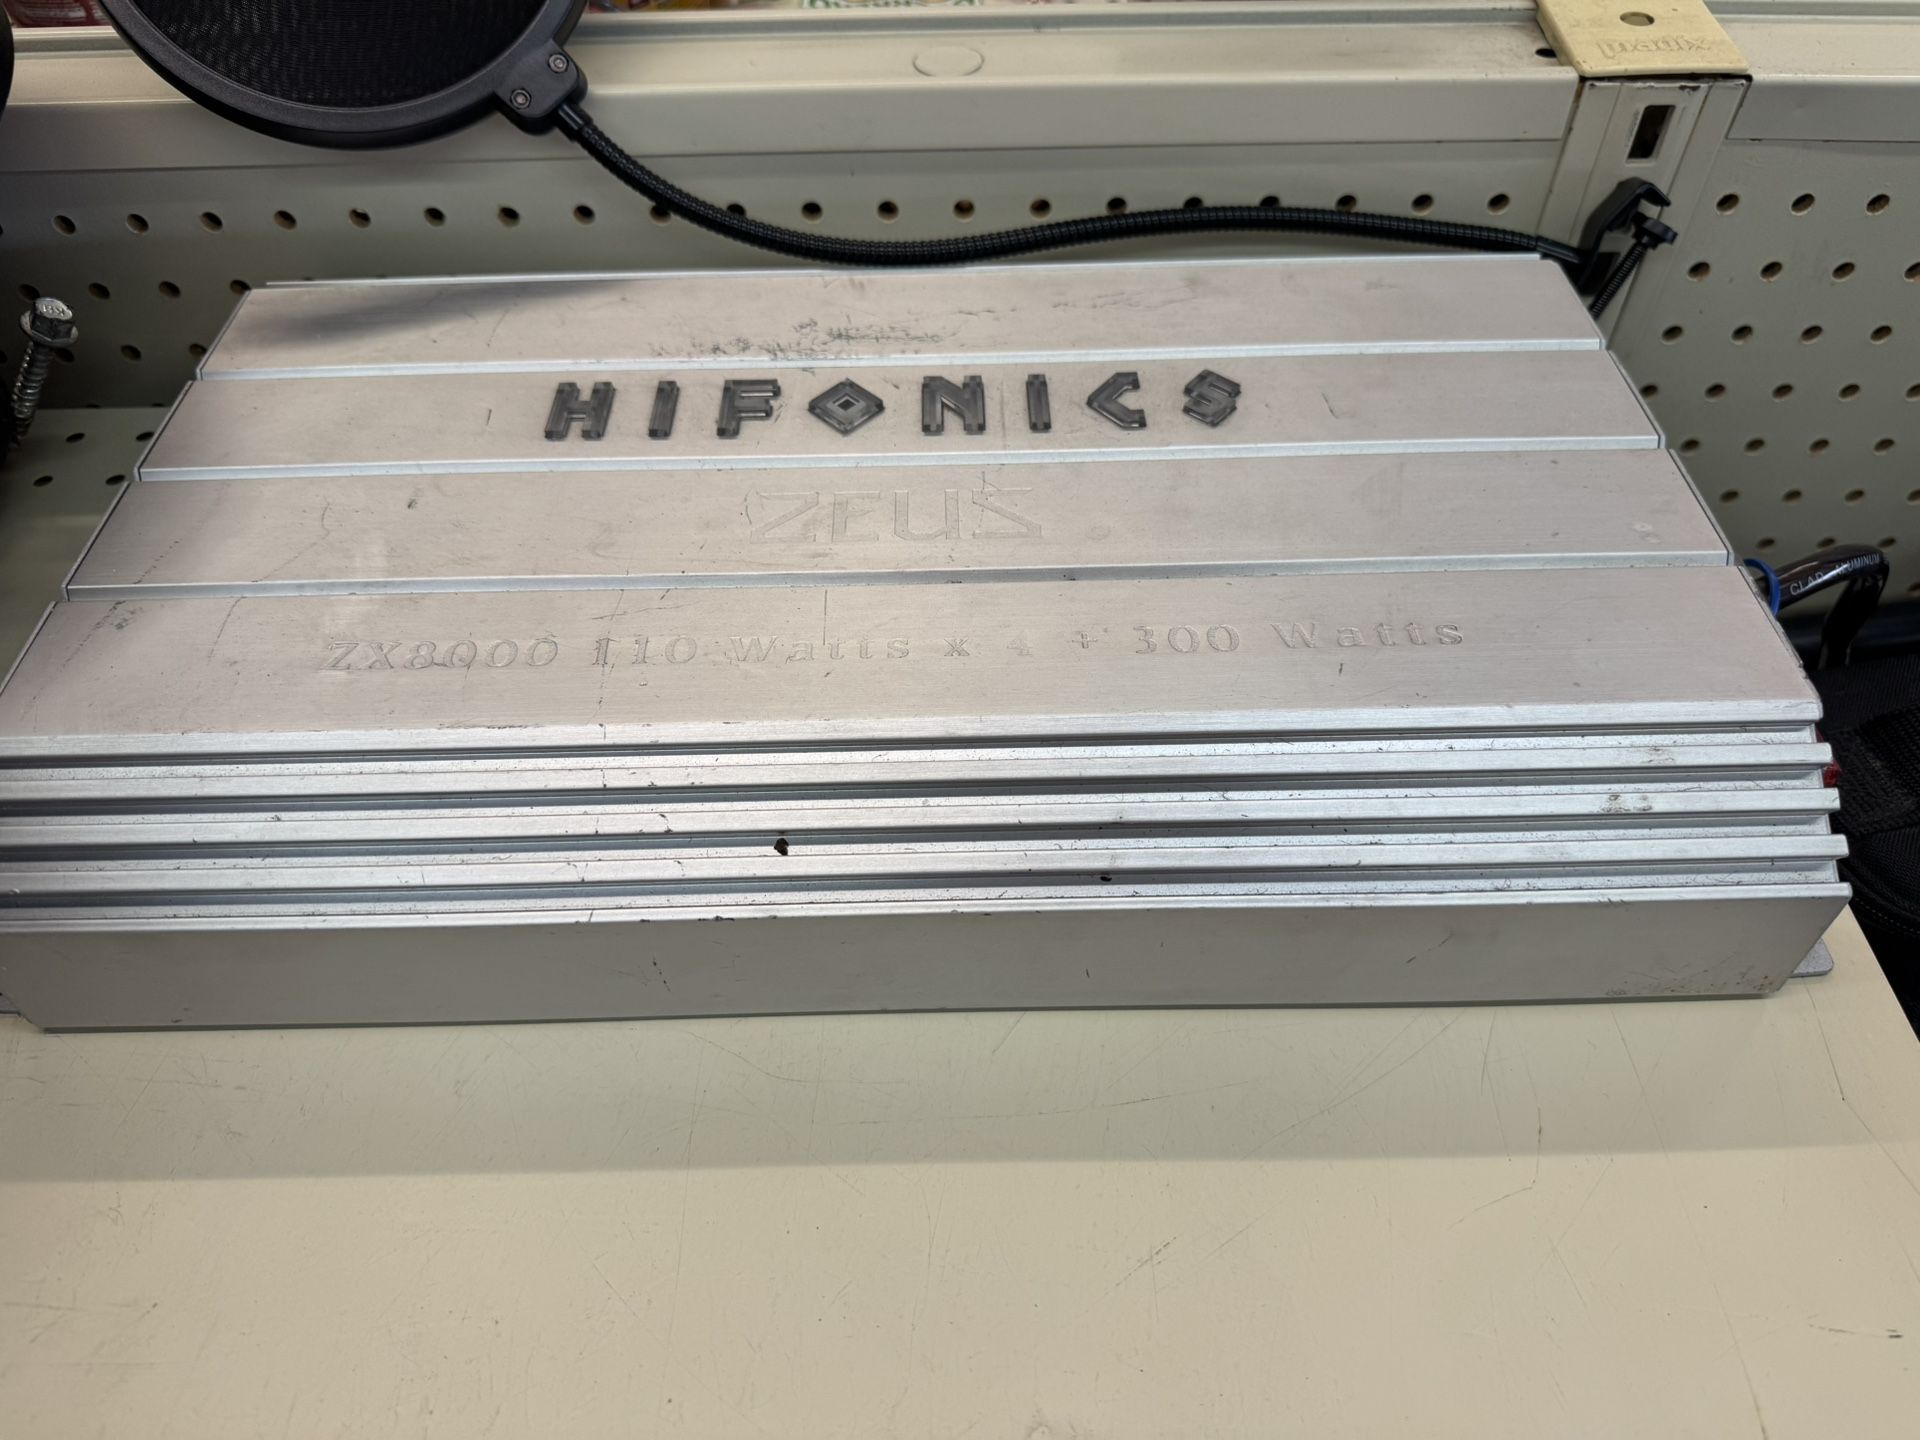 HIFONICS
ZEUS
ZX8000 110 Watts x 4 + 300 Watts